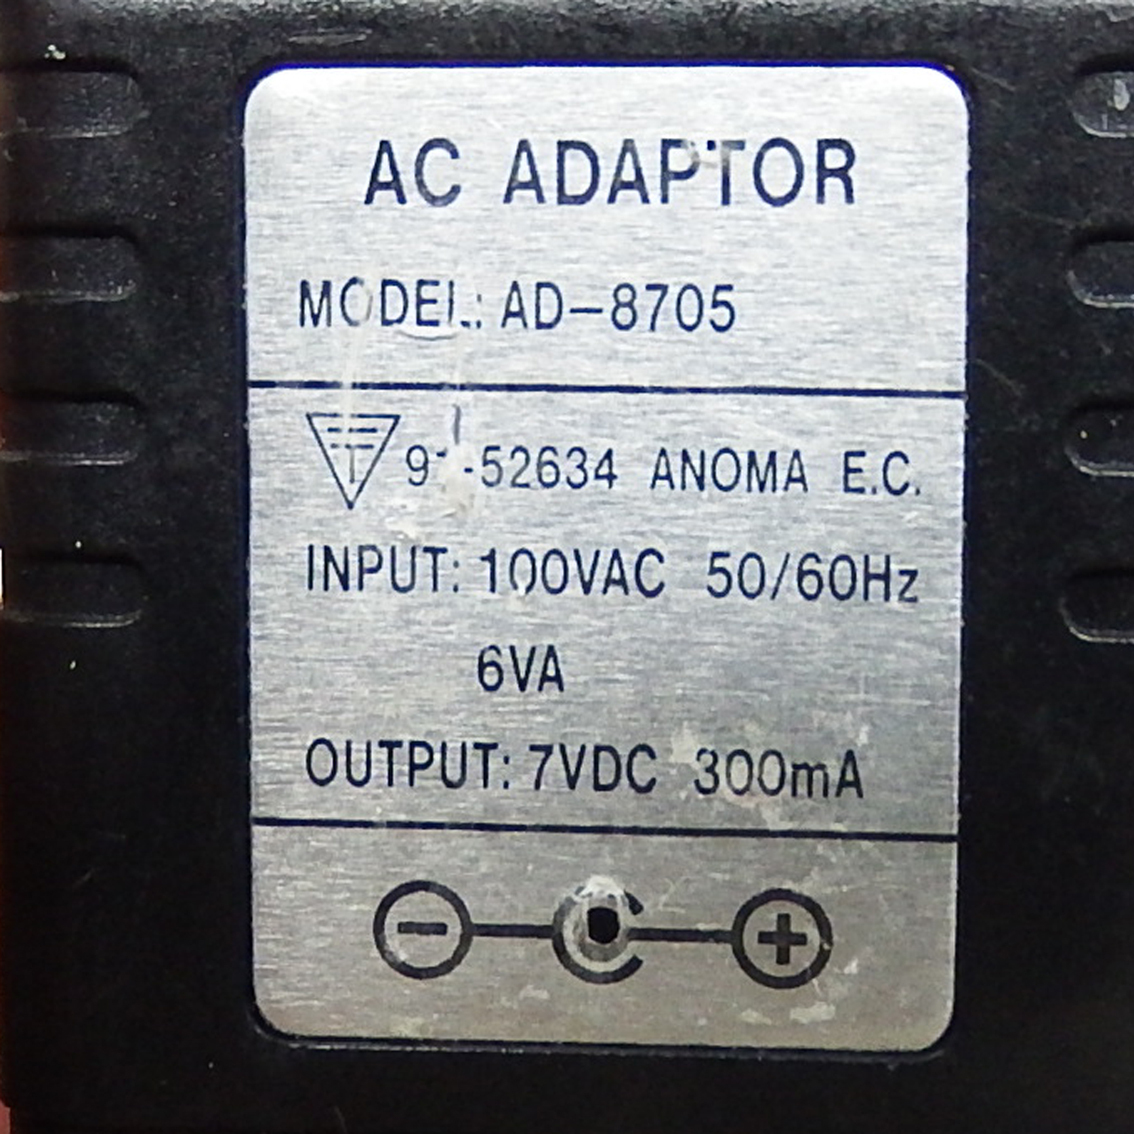 AC ADAPTOR
MODEL: AD-8705
52634 ANOMA E.C.
INPUT: 100VAC 50/60Hz
6VA
OUTPUT: 7VDC 300mA